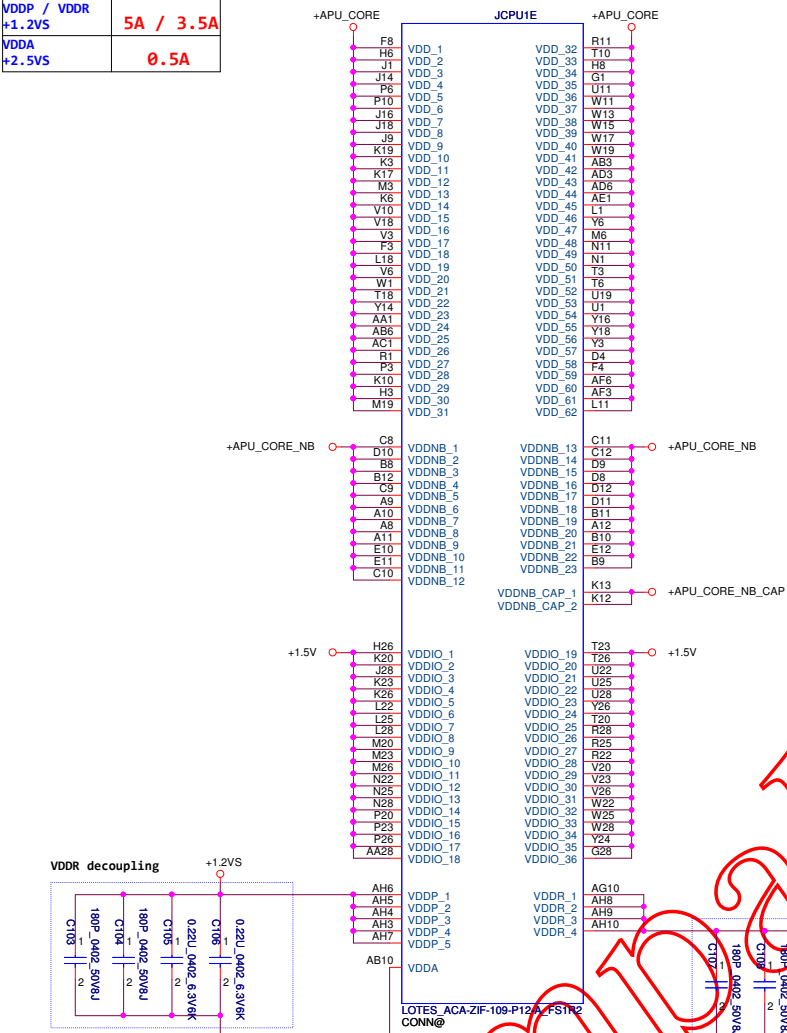 VDDP / VDDR
+1.2VS
5A / 3.5A
VDDA
+2.5VS
0.5A
+APU_CORE
JCPU1E
+APU_CORE
F8 VDD_1
H6 VDD_2
J1 VDD_3
J14 VDD_4
P6 VDD_5
P10 VDD_6
J16 VDD_7
J18 VDD_8
J9 VDD_9
K19 VDD_10
K3 VDD_11
K17 VDD_12
M3 VDD_13
K6 VDD_14
V10 VDD_15
V18 VDD_16
V3 VDD_17
F3 VDD_18
L18 VDD_19
V6 VDD_20
W1 VDD_21
T18 VDD_22
Y14 VDD_23
AA1 VDD_24
AB6 VDD_25
AC1 VDD_26
R1 VDD_27
P3 VDD_28
K10 VDD_29
H3 VDD_30
M19 VDD_31
VDD_32 R11
VDD_33 T10
VDD_34 H8
VDD_35 G1
VDD_36 U11
VDD_37 W11
VDD_38 W13
VDD_39 W15
VDD_40 W17
VDD_41 W19
VDD_42 AB3
VDD_43 AD3
VDD_44 AD6
VDD_45 AE1
VDD_46 L1
VDD_47 Y6
VDD_48 M6
VDD_49 N11
VDD_50 N1
VDD_51 T3
VDD_52 T6
VDD_53 U19
VDD_54 U1
VDD_55 Y16
VDD_56 Y18
VDD_57 Y3
VDD_58 D4
VDD_59 F4
VDD_60 AF6
VDD_61 AF3
VDD_62 L11
+APU_CORE_NB
C8 VDDNB_1
D10 VDDNB_2
B8 VDDNB_3
B12 VDDNB_4
C9 VDDNB_5
A9 VDDNB_6
A10 VDDNB_7
A8 VDDNB_8
A11 VDDNB_9
E10 VDDNB_10
E11 VDDNB_11
C10 VDDNB_12
VDDNB_13 C11
VDDNB_14 C12
VDDNB_15 D9
VDDNB_16 D8
VDDNB_17 D12
VDDNB_18 D11
VDDNB_19 B11
VDDNB_20 A12
VDDNB_21 B10
VDDNB_22 E12
VDDNB_23 B9
+APU_CORE_NB
VDDNB_CAP_1 K13
VDDNB_CAP_2 K12
+APU_CORE_NB_CAP
+1.5V
H26 VDDIO_1
K20 VDDIO_2
J28 VDDIO_3
K23 VDDIO_4
K26 VDDIO_5
L22 VDDIO_6
L25 VDDIO_7
L28 VDDIO_8
M20 VDDIO_9
M23 VDDIO_10
M26 VDDIO_11
N22 VDDIO_12
N25 VDDIO_13
N28 VDDIO_14
P20 VDDIO_15
P23 VDDIO_16
P26 VDDIO_17
AA28 VDDIO_18
VDDIO_19 T23
VDDIO_20 T26
VDDIO_21 U22
VDDIO_22 U25
VDDIO_23 U28
VDDIO_24 Y26
VDDIO_25 T20
VDDIO_26 R28
VDDIO_27 R25
VDDIO_28 R22
VDDIO_29 V20
VDDIO_30 V23
VDDIO_31 V26
VDDIO_32 W22
VDDIO_33 W25
VDDIO_34 W28
VDDIO_35 Y24
VDDIO_36 G28
+1.5V
VDDR decoupling
+1.2VS
C103 1 2 180P_0402_50V8J
C104 1 2 180P_0402_50V8J
C105 1 2 0.22U_0402_6.3V6K
C106 1 2 0.22U_0402_6.3V6K
AH6 VDDP_1
AH5 VDDP_2
AH4 VDDP_3
AH3 VDDP_4
AH7 VDDP_5
VDDR_1 AG10
VDDR_2 AH8
VDDR_3 AH9
VDDR_4 AH10
AB10 VDDA
LOTES_ACA-ZIF-109-P12-A_FS1R2
CONN@
C107 1 2 180P_0402_50V8
C108 1 2 180P_0402_50V8